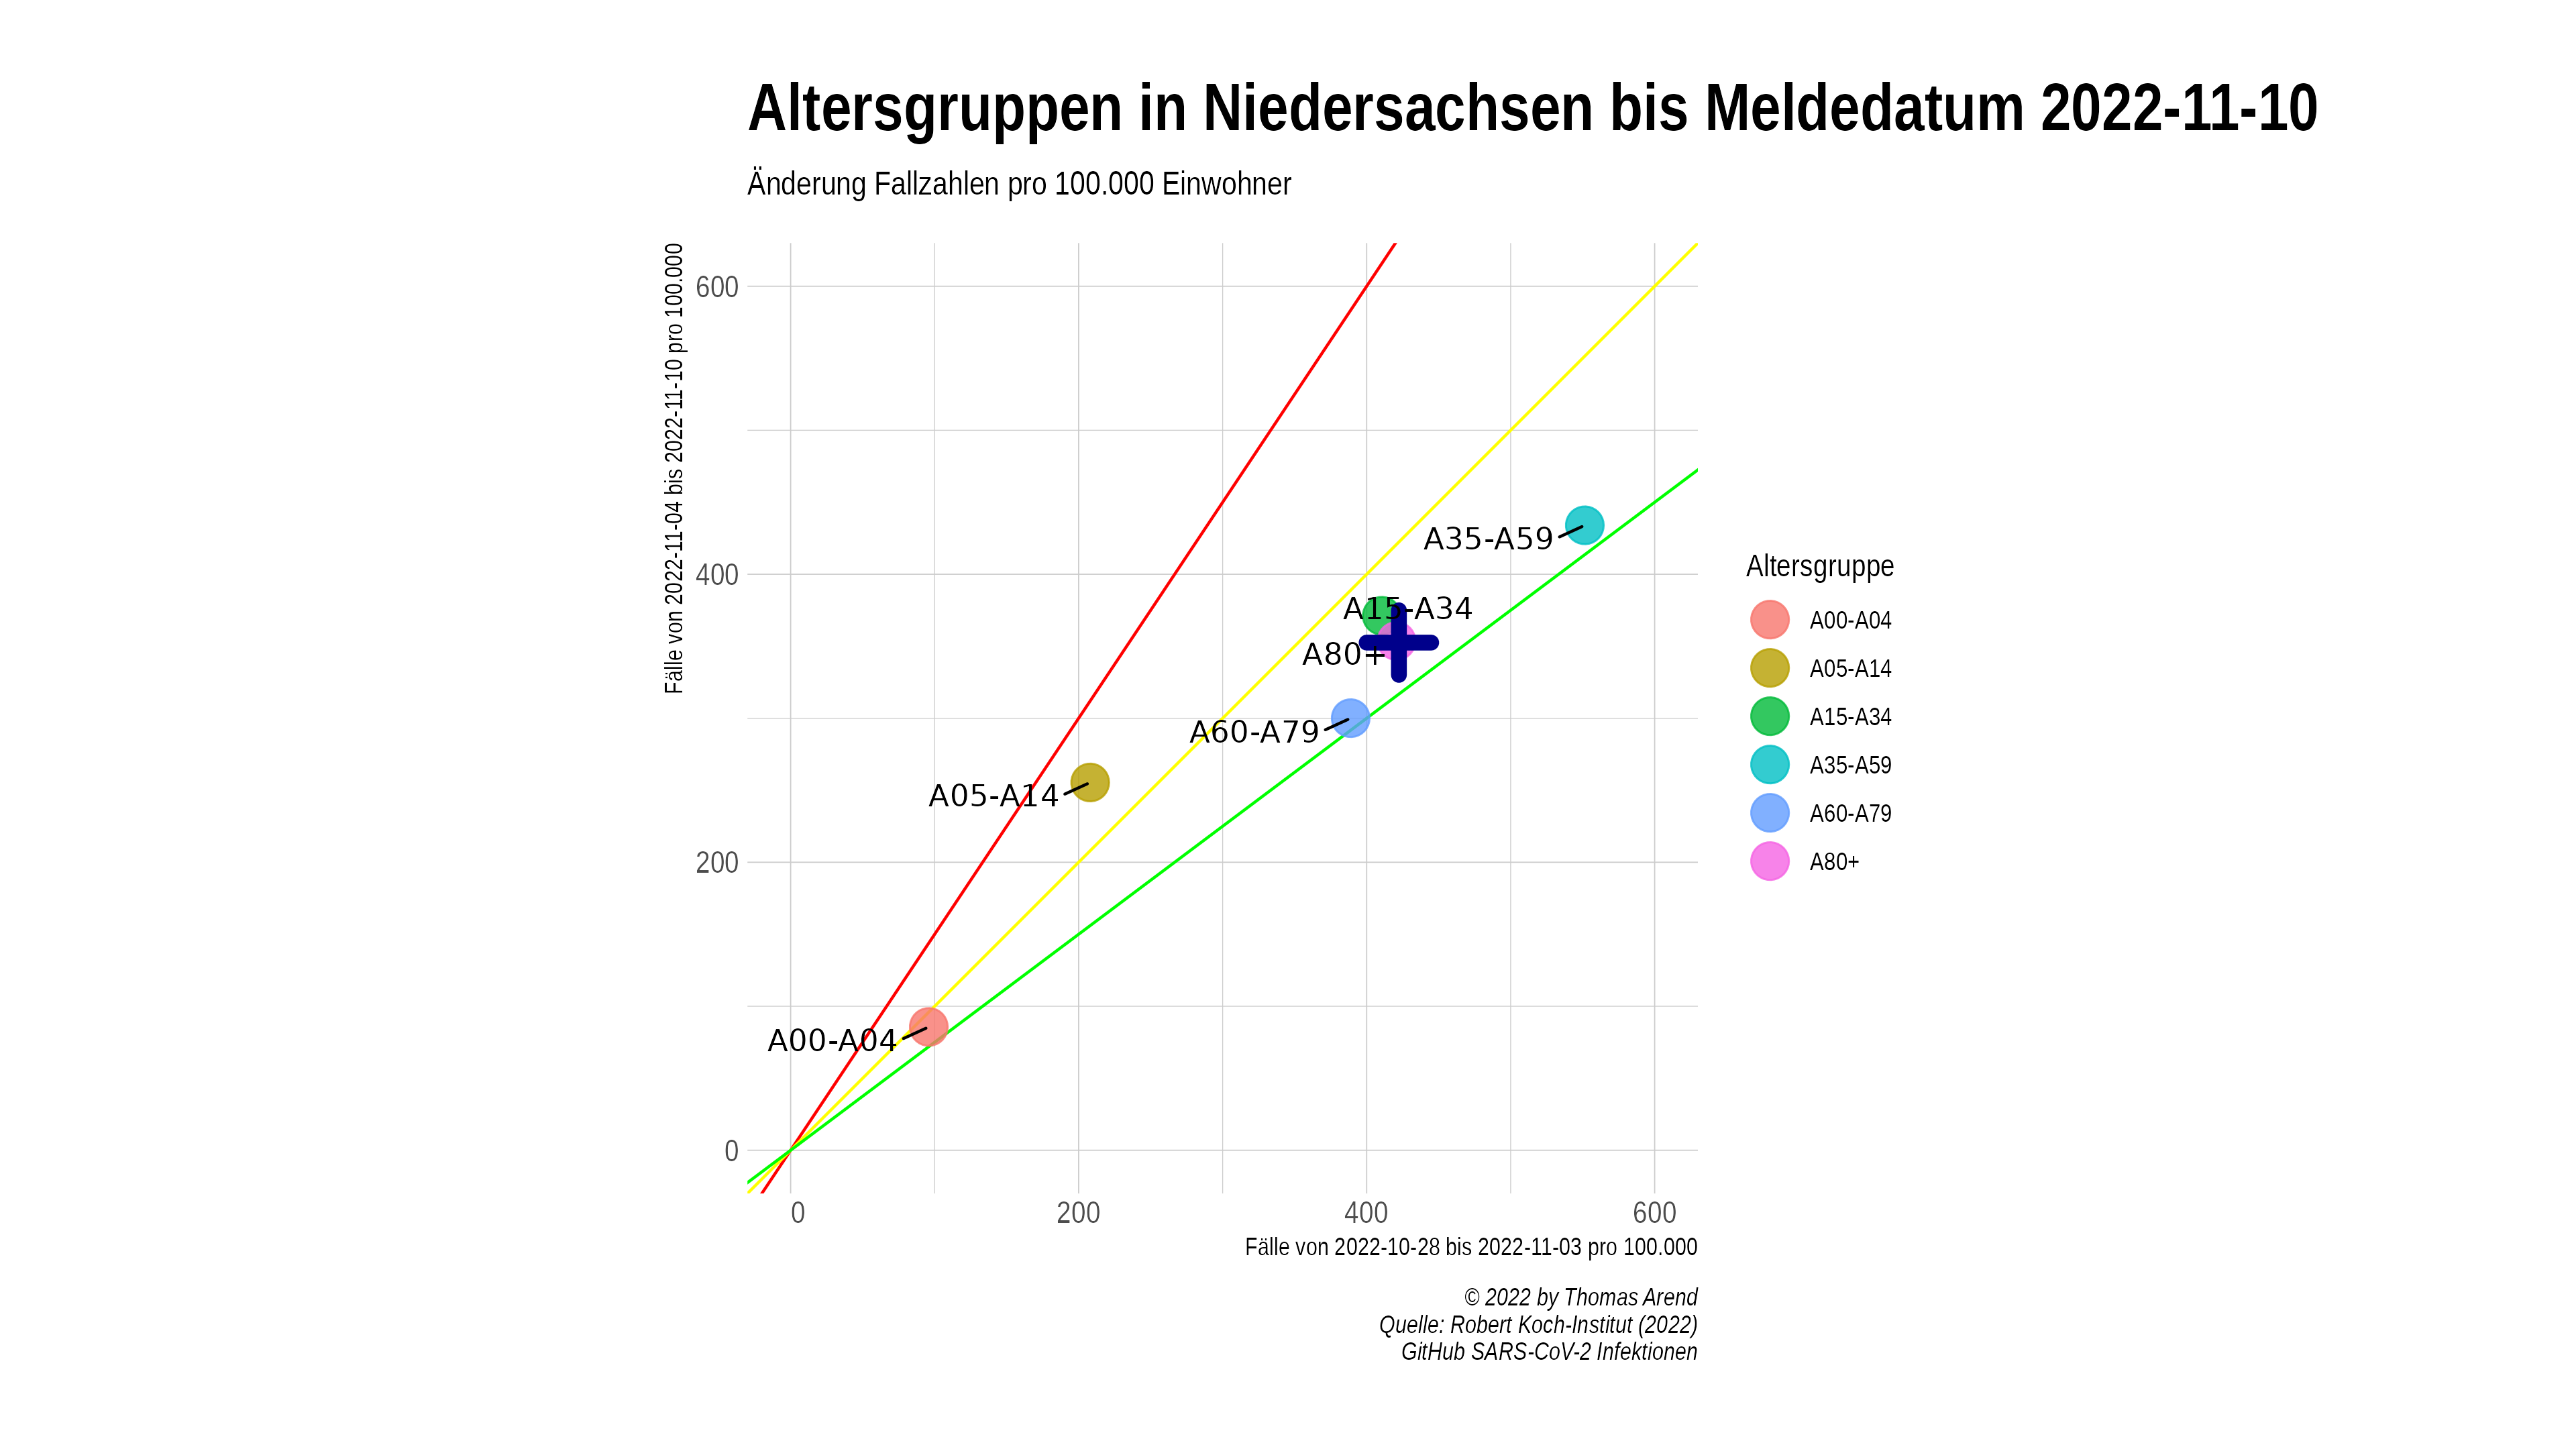 Altersgruppen in Niedersachsen bis Meldedatum 2022-11-10
Änderung Fallzahlen pro 100.000 Einwohner
Fälle von 2022-11-04 bis 2022-11-10 pro 100.000
600
400
200
0
A35-A59
A15-A34
A80+
A60-A79
A05-A14
A00-A04
0
200
400
600
Fälle von 2022-10-28 bis 2022-11-03 pro 100.000
Altersgruppe
A00-A04
A05-A14
A15-A34
A35-A59
A60-A79
A80+
© 2022 by Thomas Arend
Quelle: Robert Koch-Institut (2022)
GitHub SARS-CoV-2 Infektionen